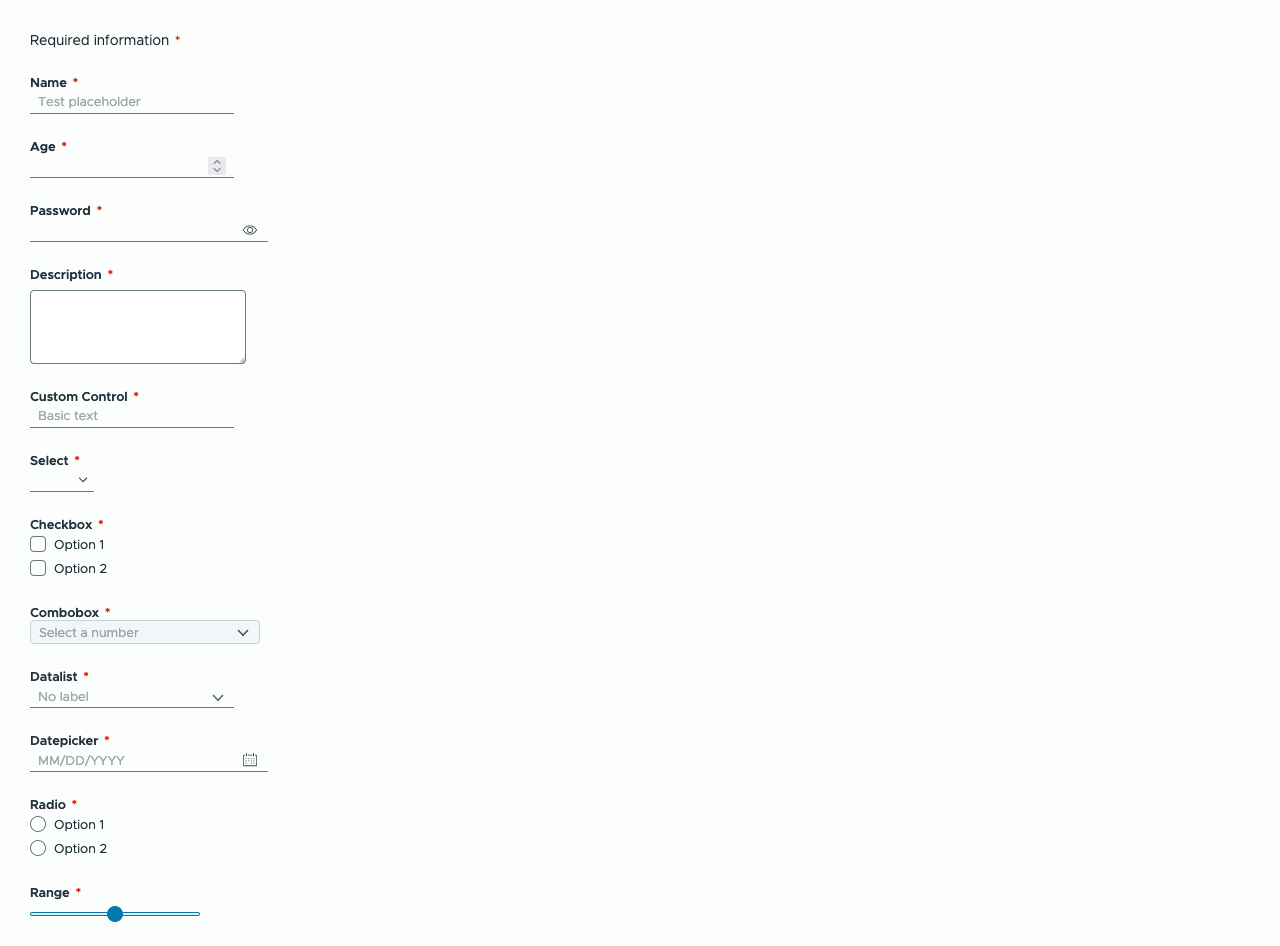 Required information *
Name *
Test placeholder
Age *
Password *
Description *
Custom Control *
Basic text
Select *
Checkbox *
Option 1
Option 2
Combobox *
Select a number
Datalist *
No label
Datepicker *
MM/DD/YYYY
Radio *
Option 1
Option 2
Range *